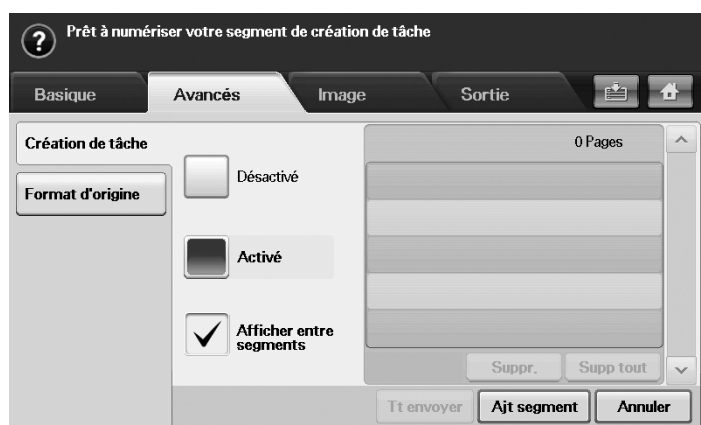 ?
Prêt à numériser votre segment de création de tâche
Basique
Avancés
Image
Sortie
Création de tâche
Format d'origine
Désactivé
Activé
Afficher entre
segments
0 Pages
Suppr.
Supp tout
Tt envoyer
Ajt segment
Annuler